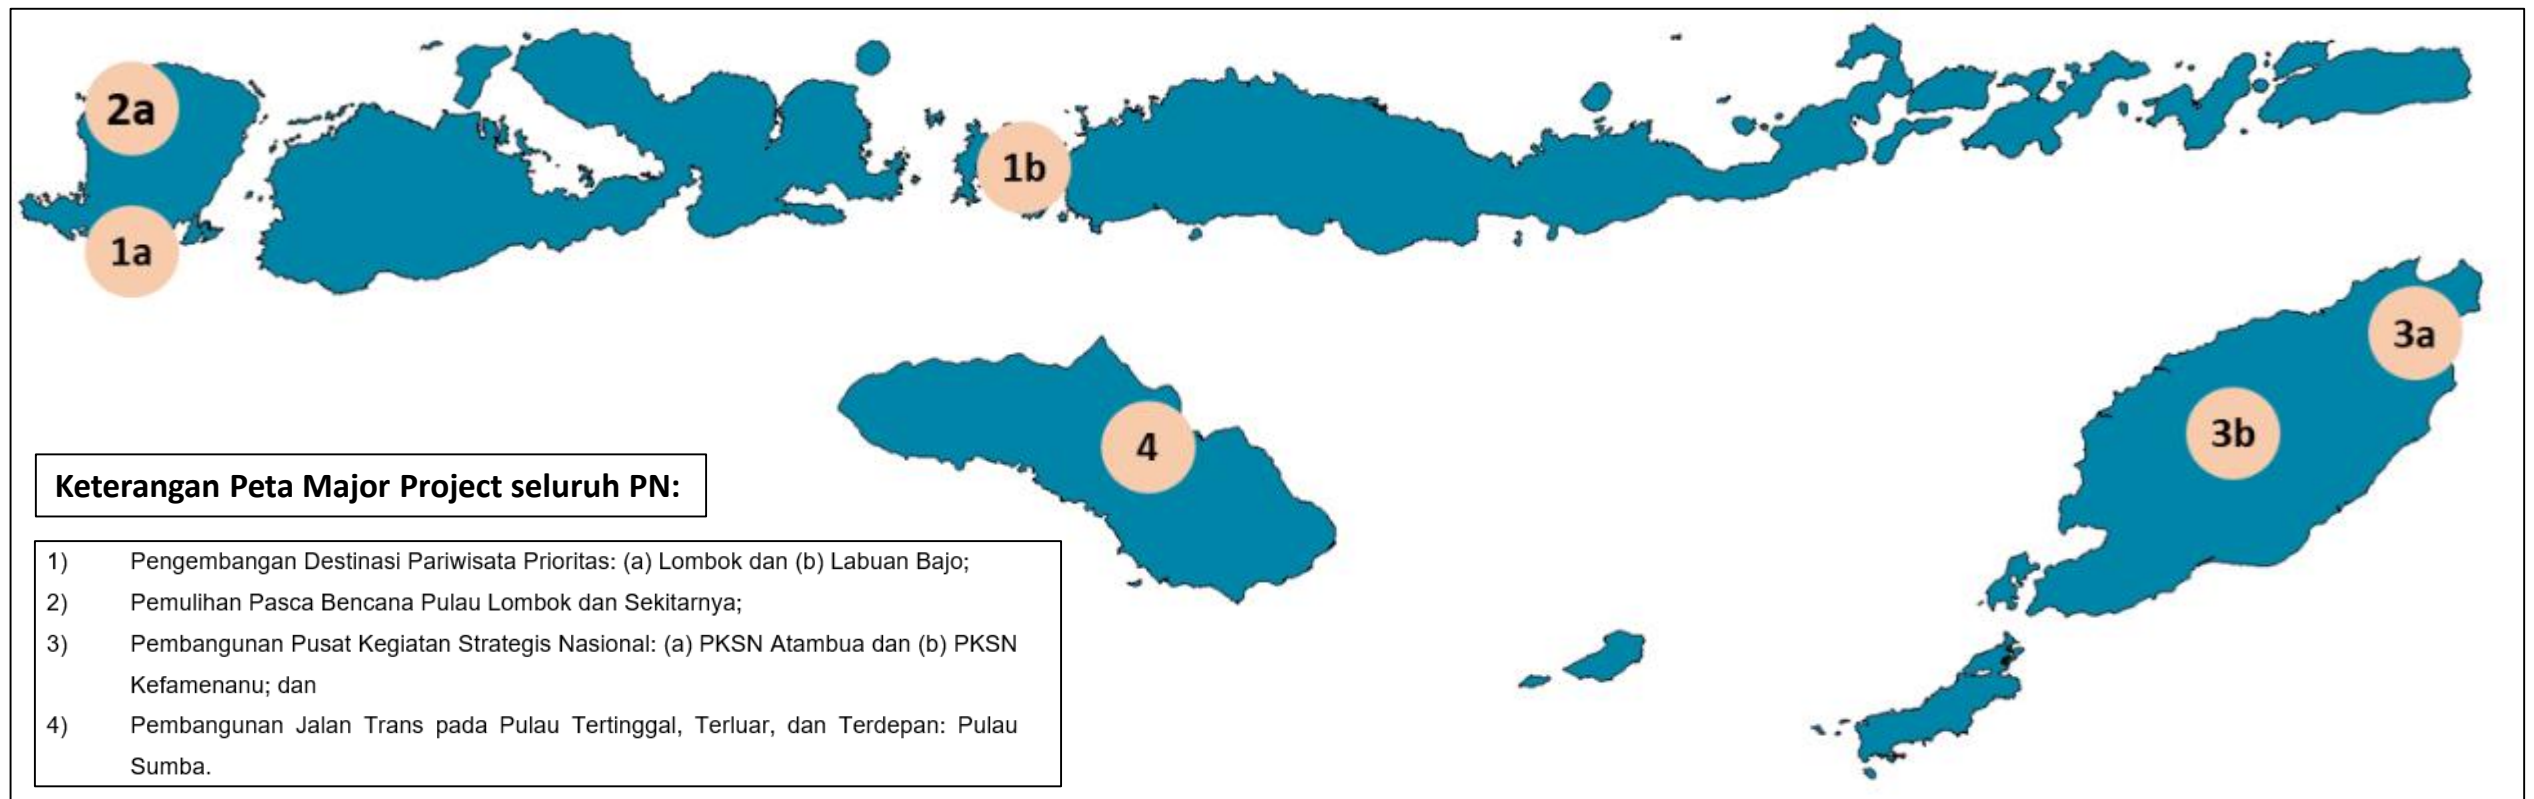 2a
1b
1a
3a
3b
4
Keterangan Peta Major Project seluruh PN:
1) Pengembangan Destinasi Pariwisata Prioritas: (a) Lombok dan (b) Labuan Bajo;
2) Pemulihan Pasca Bencana Pulau Lombok dan Sekitarnya;
3) Pembangunan Pusat Kegiatan Strategis Nasional: (a) PKSN Atambua dan (b) PKSN
Kefamenanu; dan
4) Pembangunan Jalan Trans pada Pulau Tertinggal, Terluar, dan Terdepan: Pulau
Sumba.